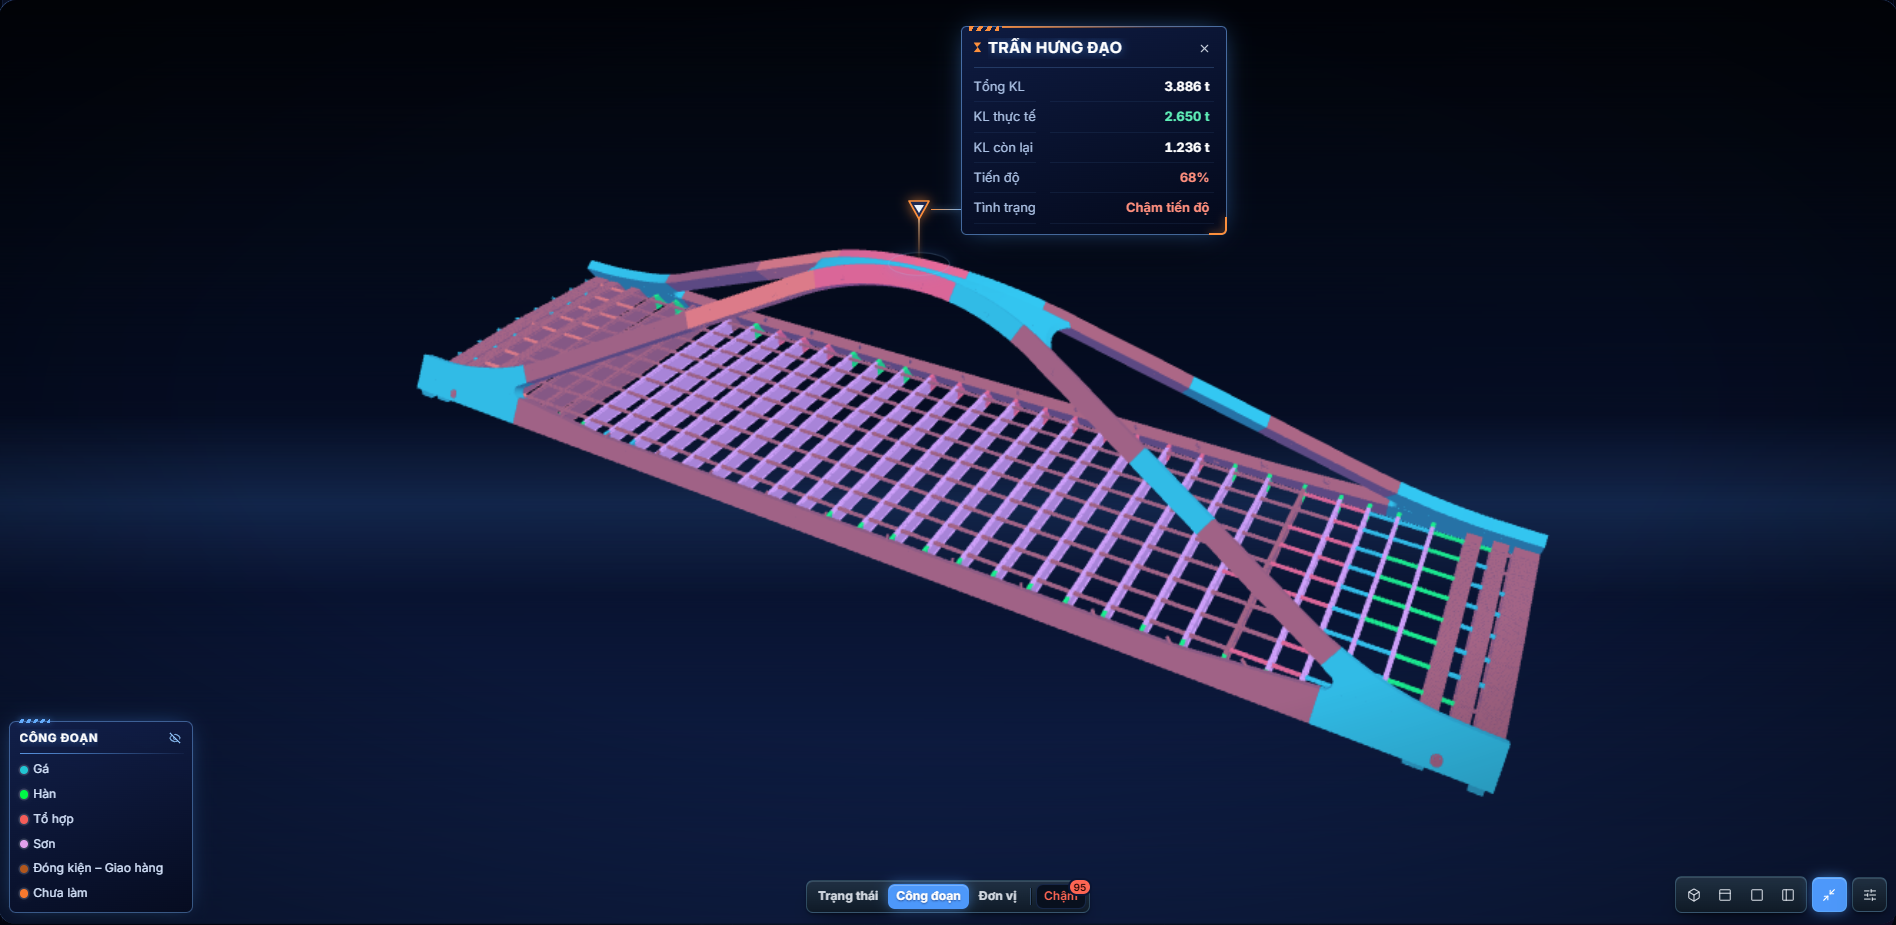 TRẦN HƯNG ĐẠO
Tổng KL 3.886 t
KL thực tế 2.650 t
KL còn lại 1.236 t
Tiến độ 68%
Tình trạng Chậm tiến độ
CÔNG ĐOẠN
Gá
Hàn
Tổ hợp
Sơn
Đóng kiện – Giao hàng
Chưa làm
Trạng thái Công đoạn Đơn vị Chậm 95